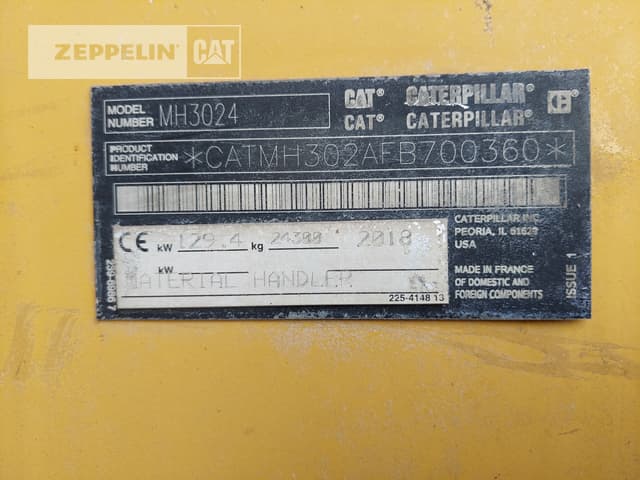 ZEPPELIN CAT
MODEL NUMBER MH3024
CAT® CATERPILLAR®
CAT® CATERPILLAR®
PRODUCT IDENTIFICATION NUMBER *CATMH302AFB700360*
CATERPILLAR INC.
PEORIA, IL 61629
USA
CE kW 129.4 kg 24300 2018
kW
MATERIAL HANDLER
225-4148 13
MADE IN FRANCE
OF DOMESTIC AND
FOREIGN COMPONENTS
ISSUE 1